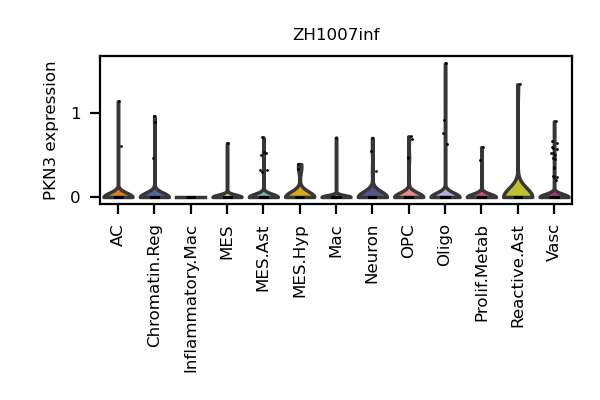 ZH1007inf
PKN3 expression
1
0
AC
Chromatin.Reg
Inflammatory.Mac
MES
MES.Ast
MES.Hyp
Mac
Neuron
OPC
Oligo
Prolif.Metab
Reactive.Ast
Vasc